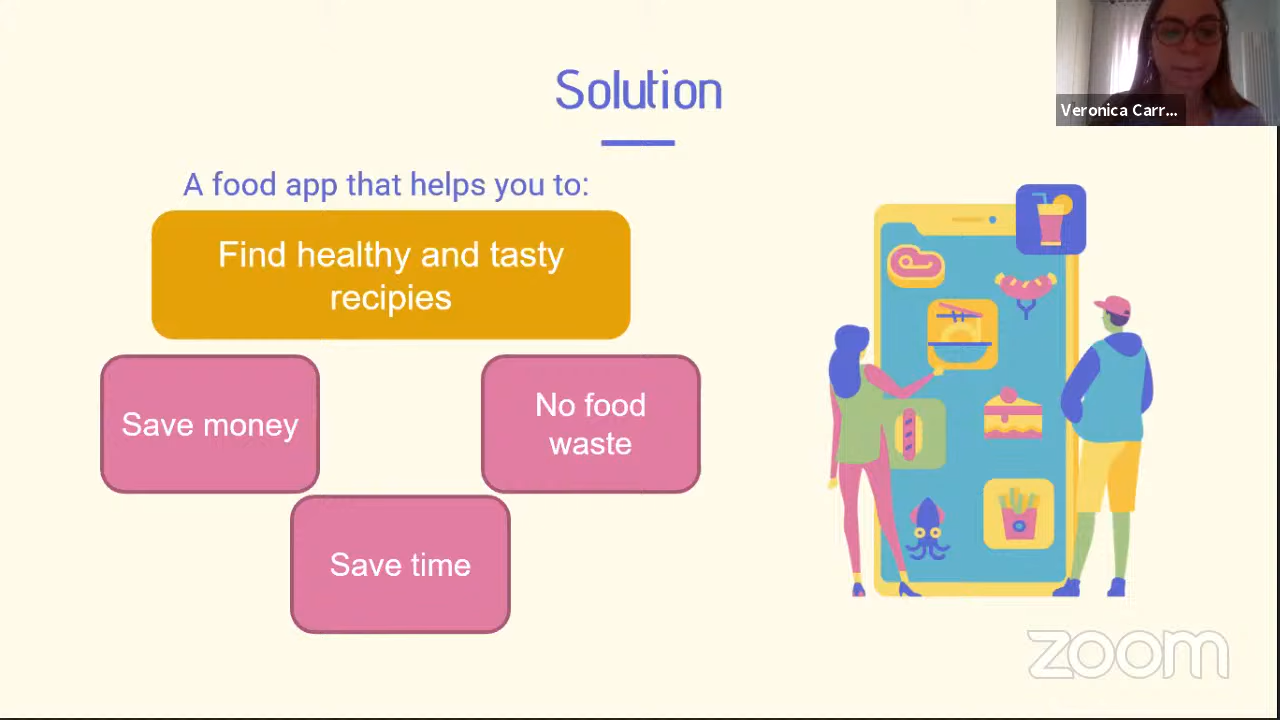 Solution
Veronica Carr...
A food app that helps you to:
Find healthy and tasty
recipies
Save money
No food
waste
Save time
zoom